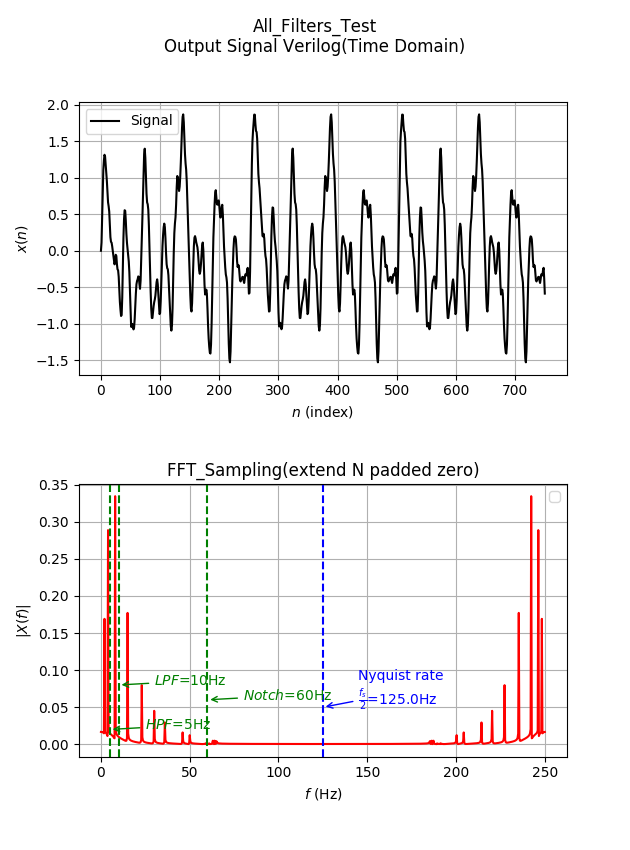 All_Filters_Test
Output Signal Verilog(Time Domain)
2.0
1.5
1.0
0.5
0.0
−0.5
−1.0
−1.5
x(n)
Signal
0 100 200 300 400 500 600 700
n (index)
FFT_Sampling(extend N padded zero)
0.35
0.30
0.25
0.20
0.15
0.10
0.05
0.00
|X(f)|
LPF=10Hz
HPF=5Hz
Notch=60Hz
Nyquist rate
fs/2=125.0Hz
0 50 100 150 200 250
f (Hz)